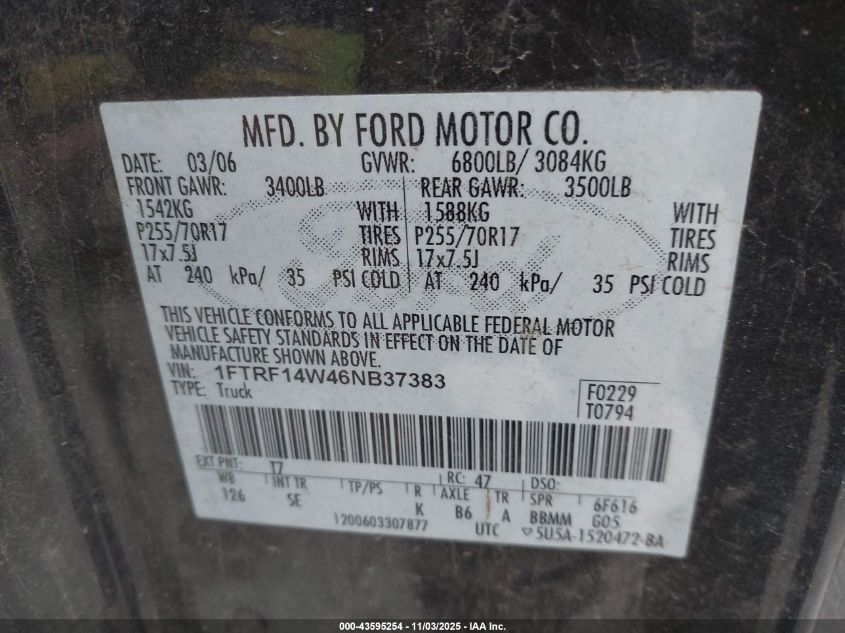 MFD. BY FORD MOTOR CO.
DATE: 03/06 GVWR: 6800LB/ 3084KG
FRONT GAWR: 3400LB REAR GAWR: 3500LB
1542KG WITH 1588KG WITH
P255/70R17 TIRES P255/70R17 TIRES
17x7.5J RIMS 17x7.5J RIMS
AT 240 kPa/ 35 PSI COLD AT 240 kPa/ 35 PSI COLD
THIS VEHICLE CONFORMS TO ALL APPLICABLE FEDERAL MOTOR
VEHICLE SAFETY STANDARDS IN EFFECT ON THE DATE OF
MANUFACTURE SHOWN ABOVE.
VIN: 1FTRF14W46NB37383
TYPE: Truck
F0229
T0794
EXT PNT: T7 RC: 47 DSO:
WB INT TR TP/PS R AXLE TR SPR 6F616
126 SE K B6 A BBMM G05
1200603307877 UTC ▽5U5A-1520472-BA
000-43595254 - 11/03/2025 - IAA Inc.